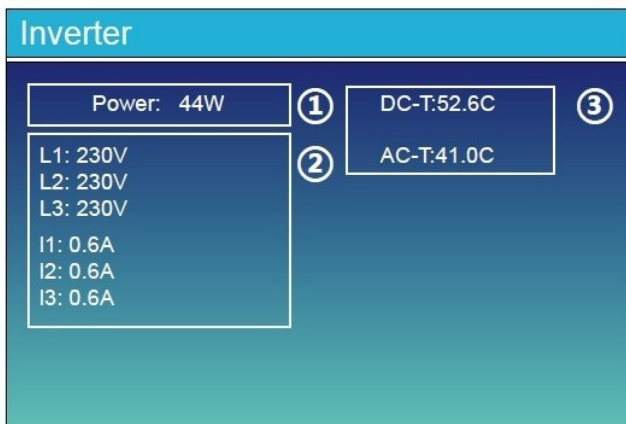 Inverter
Power: 44W
①
L1: 230V
L2: 230V
L3: 230V
I1: 0.6A
I2: 0.6A
I3: 0.6A
②
DC-T:52.6C
AC-T:41.0C
③